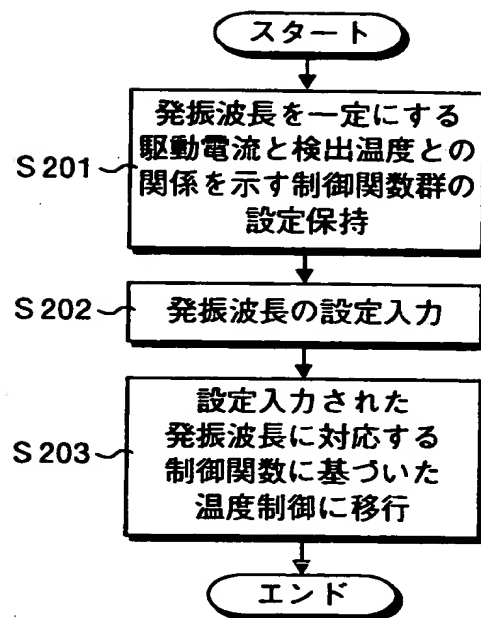 スタート
S201
発振波長を一定にする
駆動電流と検出温度との
関係を示す制御関数群の
設定保持
S202
発振波長の設定入力
S203
設定入力された
発振波長に対応する
制御関数に基づいた
温度制御に移行
エンド